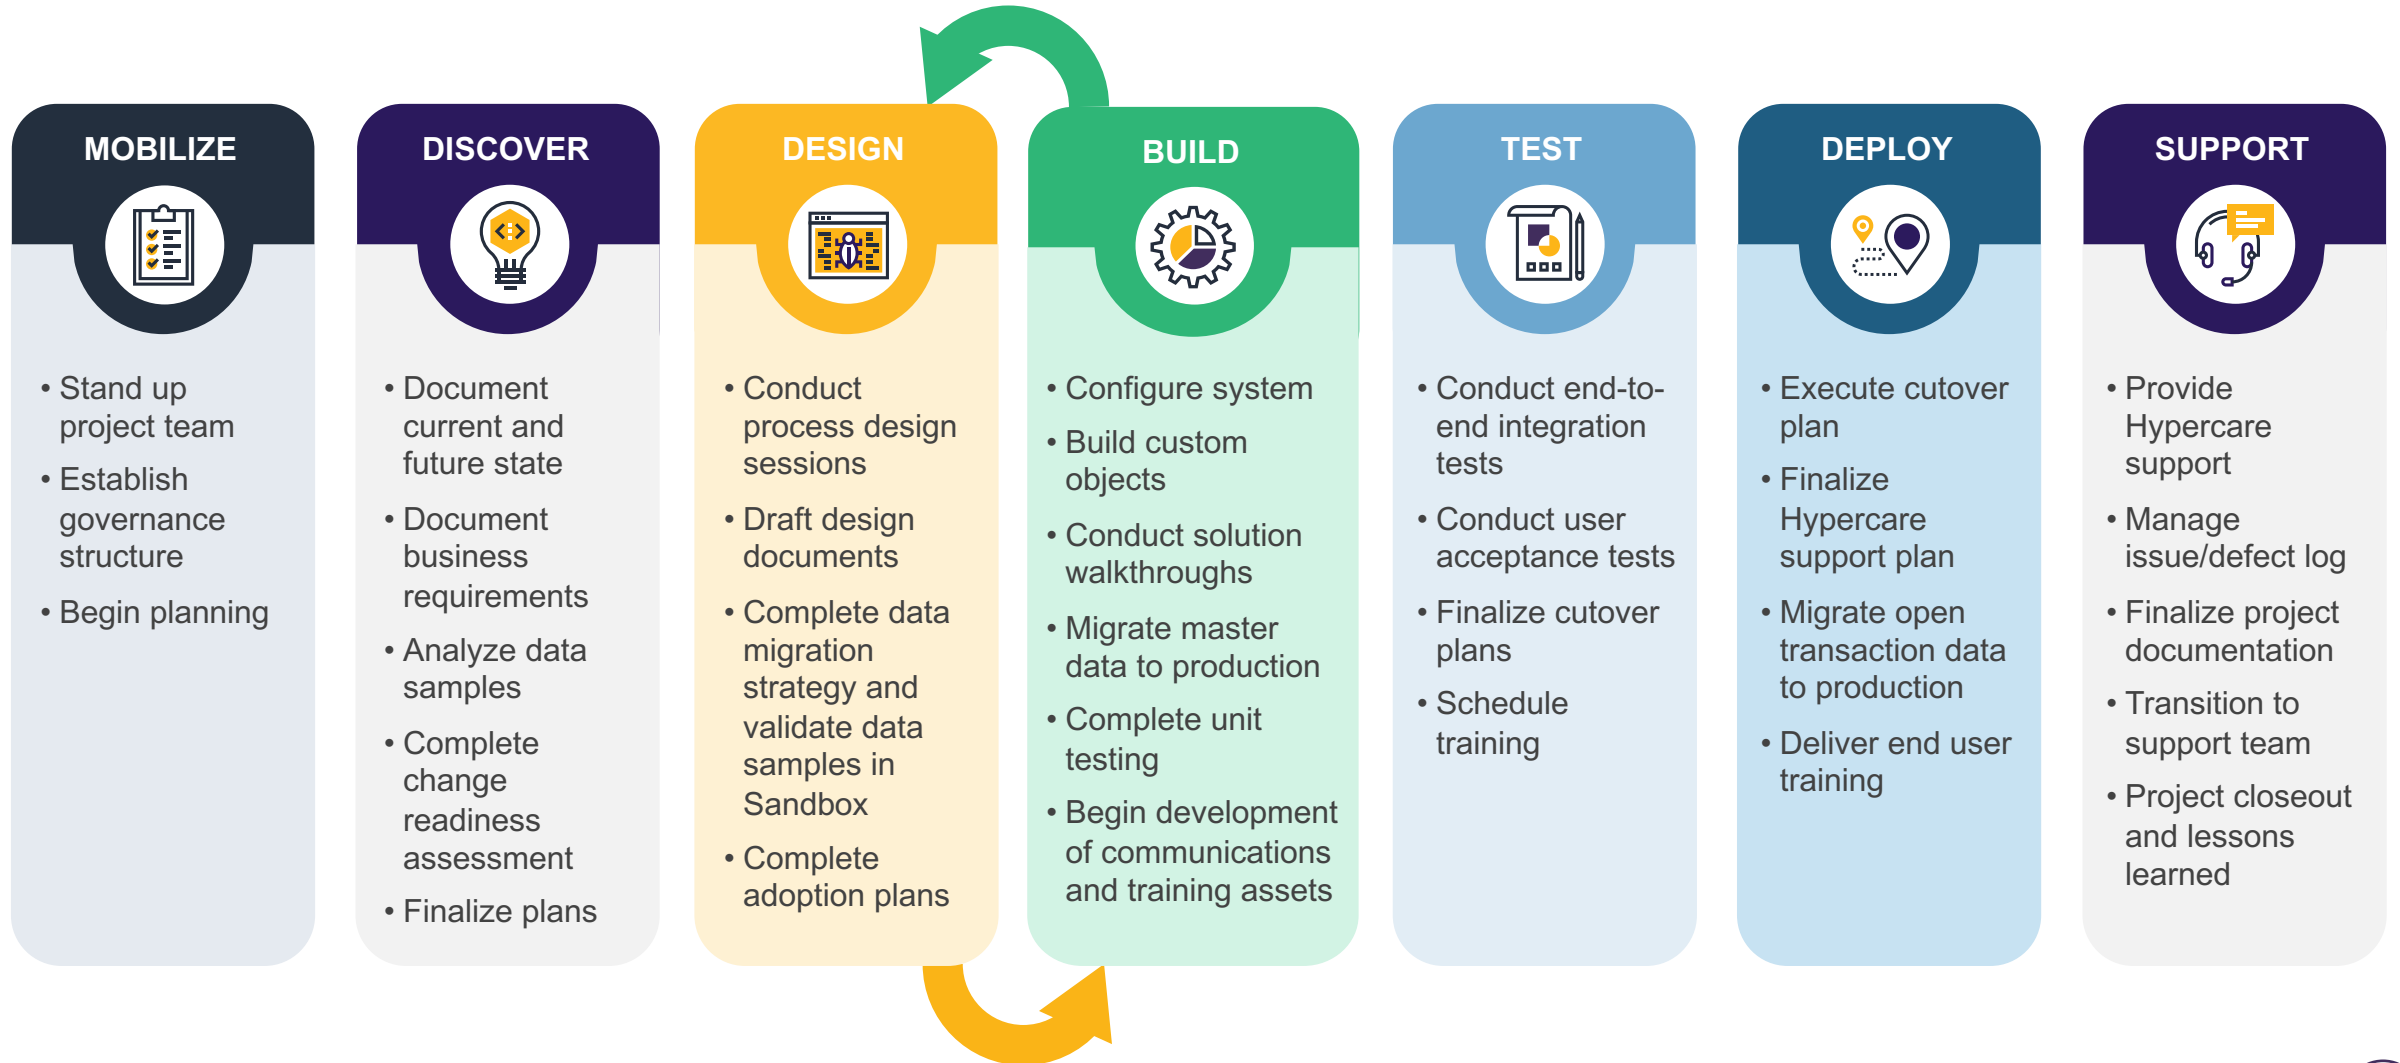 MOBILIZE
• Stand up
project team
• Establish
governance
structure
• Begin planning
DISCOVER
• Document
current and
future state
• Document
business
requirements
• Analyze data
samples
• Complete
change
readiness
assessment
• Finalize plans
DESIGN
• Conduct
process design
sessions
• Draft design
documents
• Complete data
migration
strategy and
validate data
samples in
Sandbox
• Complete
adoption plans
BUILD
• Configure system
• Build custom
objects
• Conduct solution
walkthroughs
• Migrate master
data to production
• Complete unit
testing
• Begin development
of communications
and training assets
TEST
• Conduct end-to-
end integration
tests
• Conduct user
acceptance tests
• Finalize cutover
plans
• Schedule
training
DEPLOY
• Execute cutover
plan
• Finalize
Hypercare
support plan
• Migrate open
transaction data
to production
• Deliver end user
training
SUPPORT
• Provide
Hypercare
support
• Manage
issue/defect log
• Finalize project
documentation
• Transition to
support team
• Project closeout
and lessons
learned